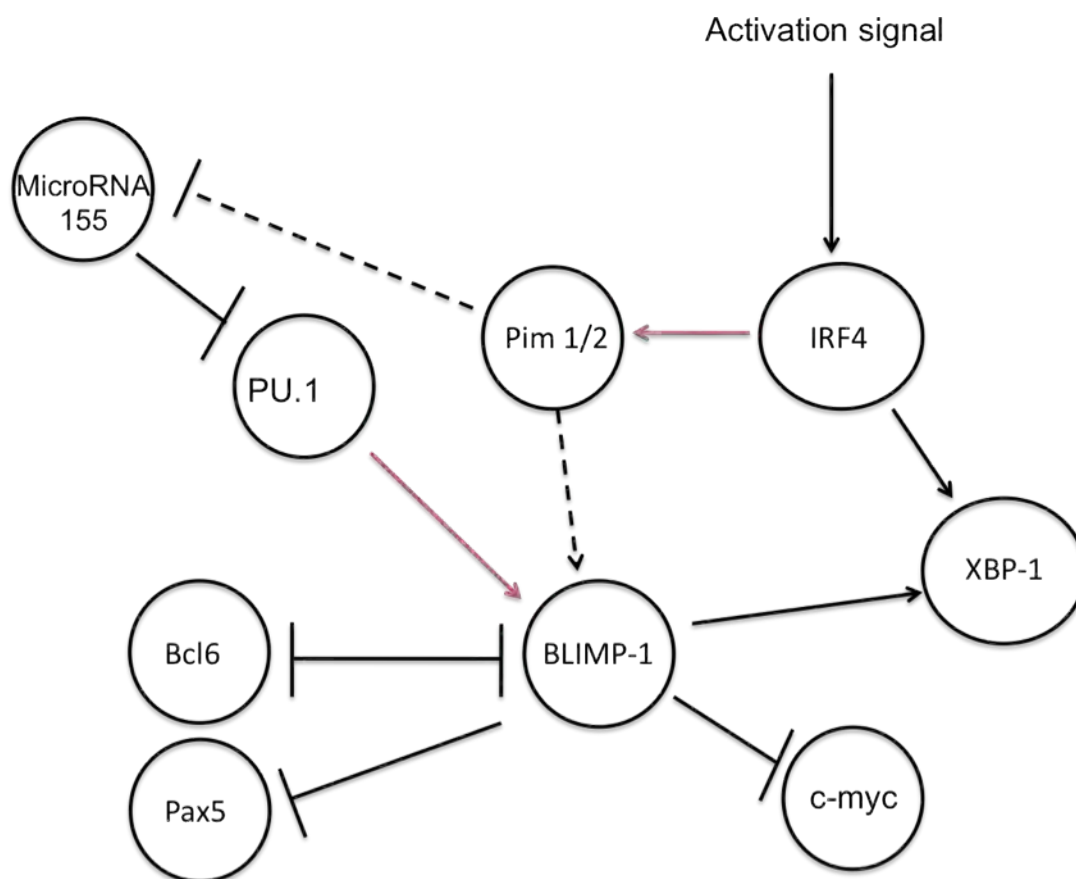 Activation signal
MicroRNA
155
Pim 1/2
IRF4
PU.1
XBP-1
Bcl6
BLIMP-1
Pax5
c-myc